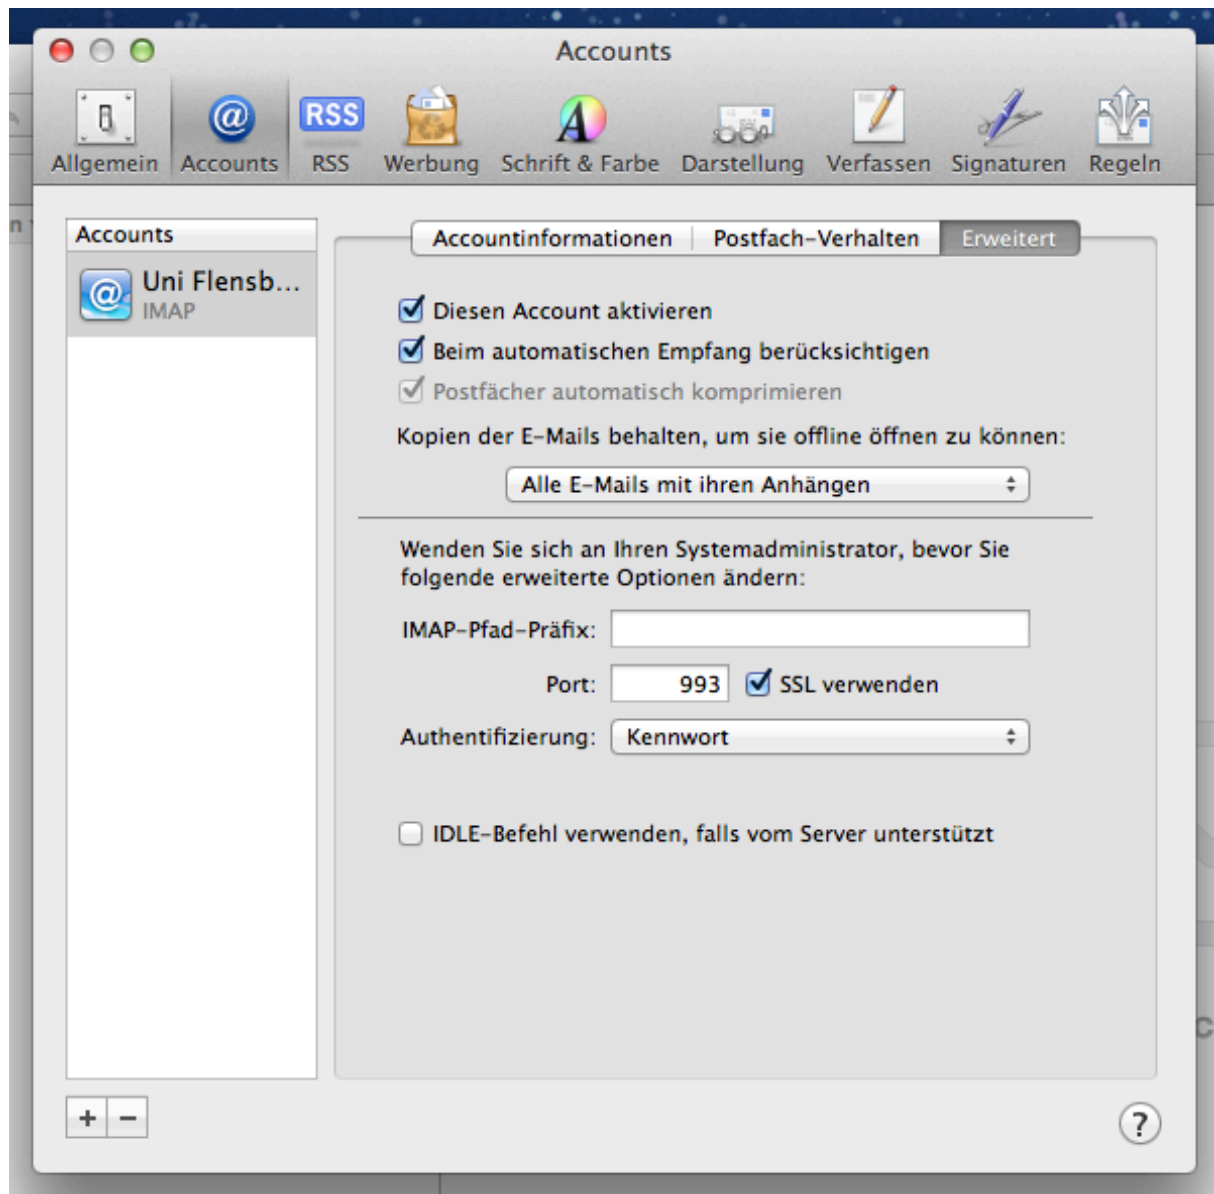 Accounts
RSS
Allgemein Accounts RSS Werbung Schrift & Farbe Darstellung Verfassen Signaturen Regeln
Accounts
Uni Flensb...
IMAP
Accountinformationen Postfach-Verhalten Erweitert
Diesen Account aktivieren
Beim automatischen Empfang berücksichtigen
Postfächer automatisch komprimieren
Kopien der E-Mails behalten, um sie offline öffnen zu können:
Alle E-Mails mit ihren Anhängen
Wenden Sie sich an Ihren Systemadministrator, bevor Sie
folgende erweiterte Optionen ändern:
IMAP-Pfad-Präfix:
Port: 993 SSL verwenden
Authentifizierung: Kennwort
IDLE-Befehl verwenden, falls vom Server unterstützt
+ − ?